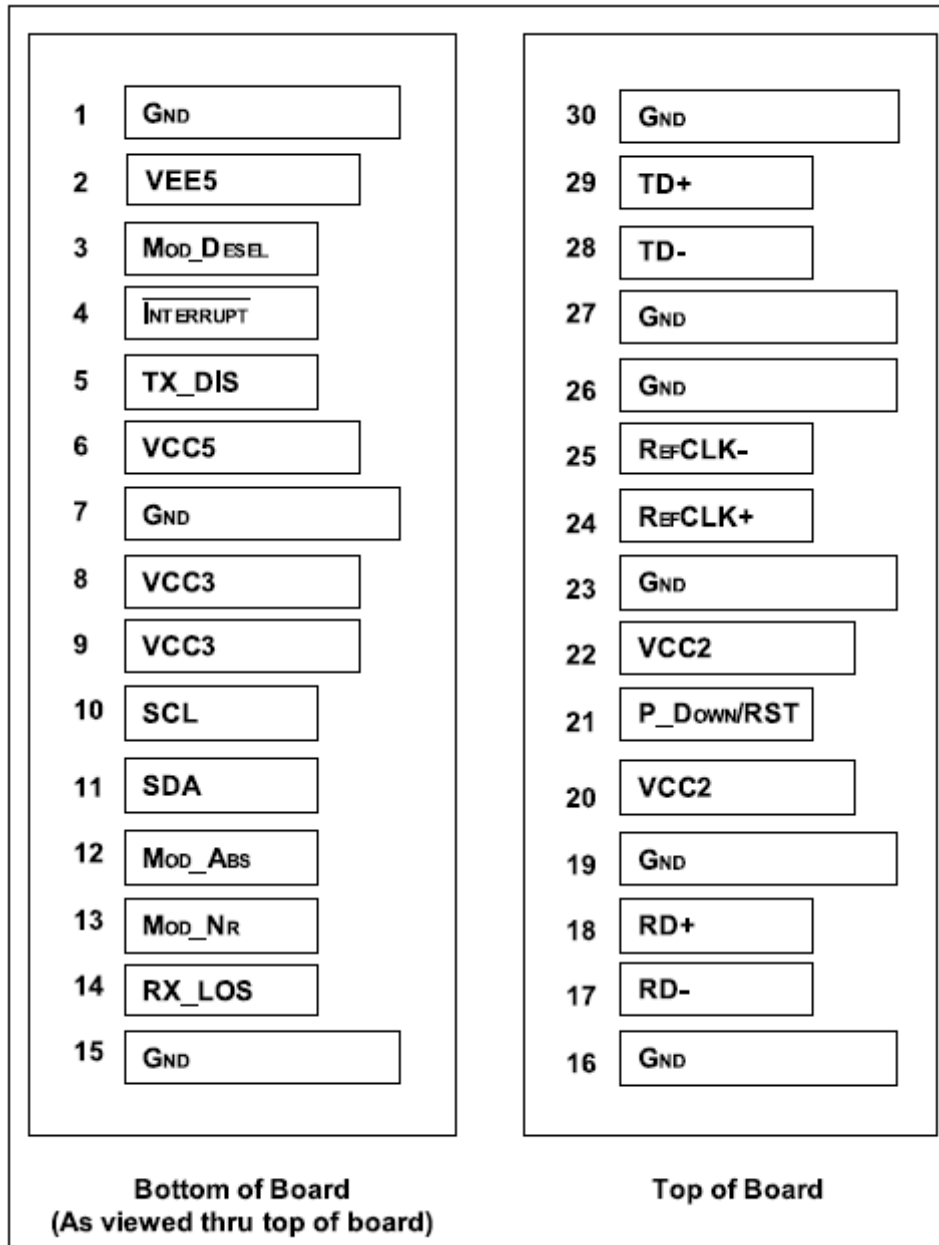 1 GND
2 VEE5
3 MOD_DESEL
4 INTERRUPT
5 TX_DIS
6 VCC5
7 GND
8 VCC3
9 VCC3
10 SCL
11 SDA
12 MOD_ABS
13 MOD_NR
14 RX_LOS
15 GND
Bottom of Board
(As viewed thru top of board)
30 GND
29 TD+
28 TD-
27 GND
26 GND
25 REFCLK-
24 REFCLK+
23 GND
22 VCC2
21 P_DOWN/RST
20 VCC2
19 GND
18 RD+
17 RD-
16 GND
Top of Board